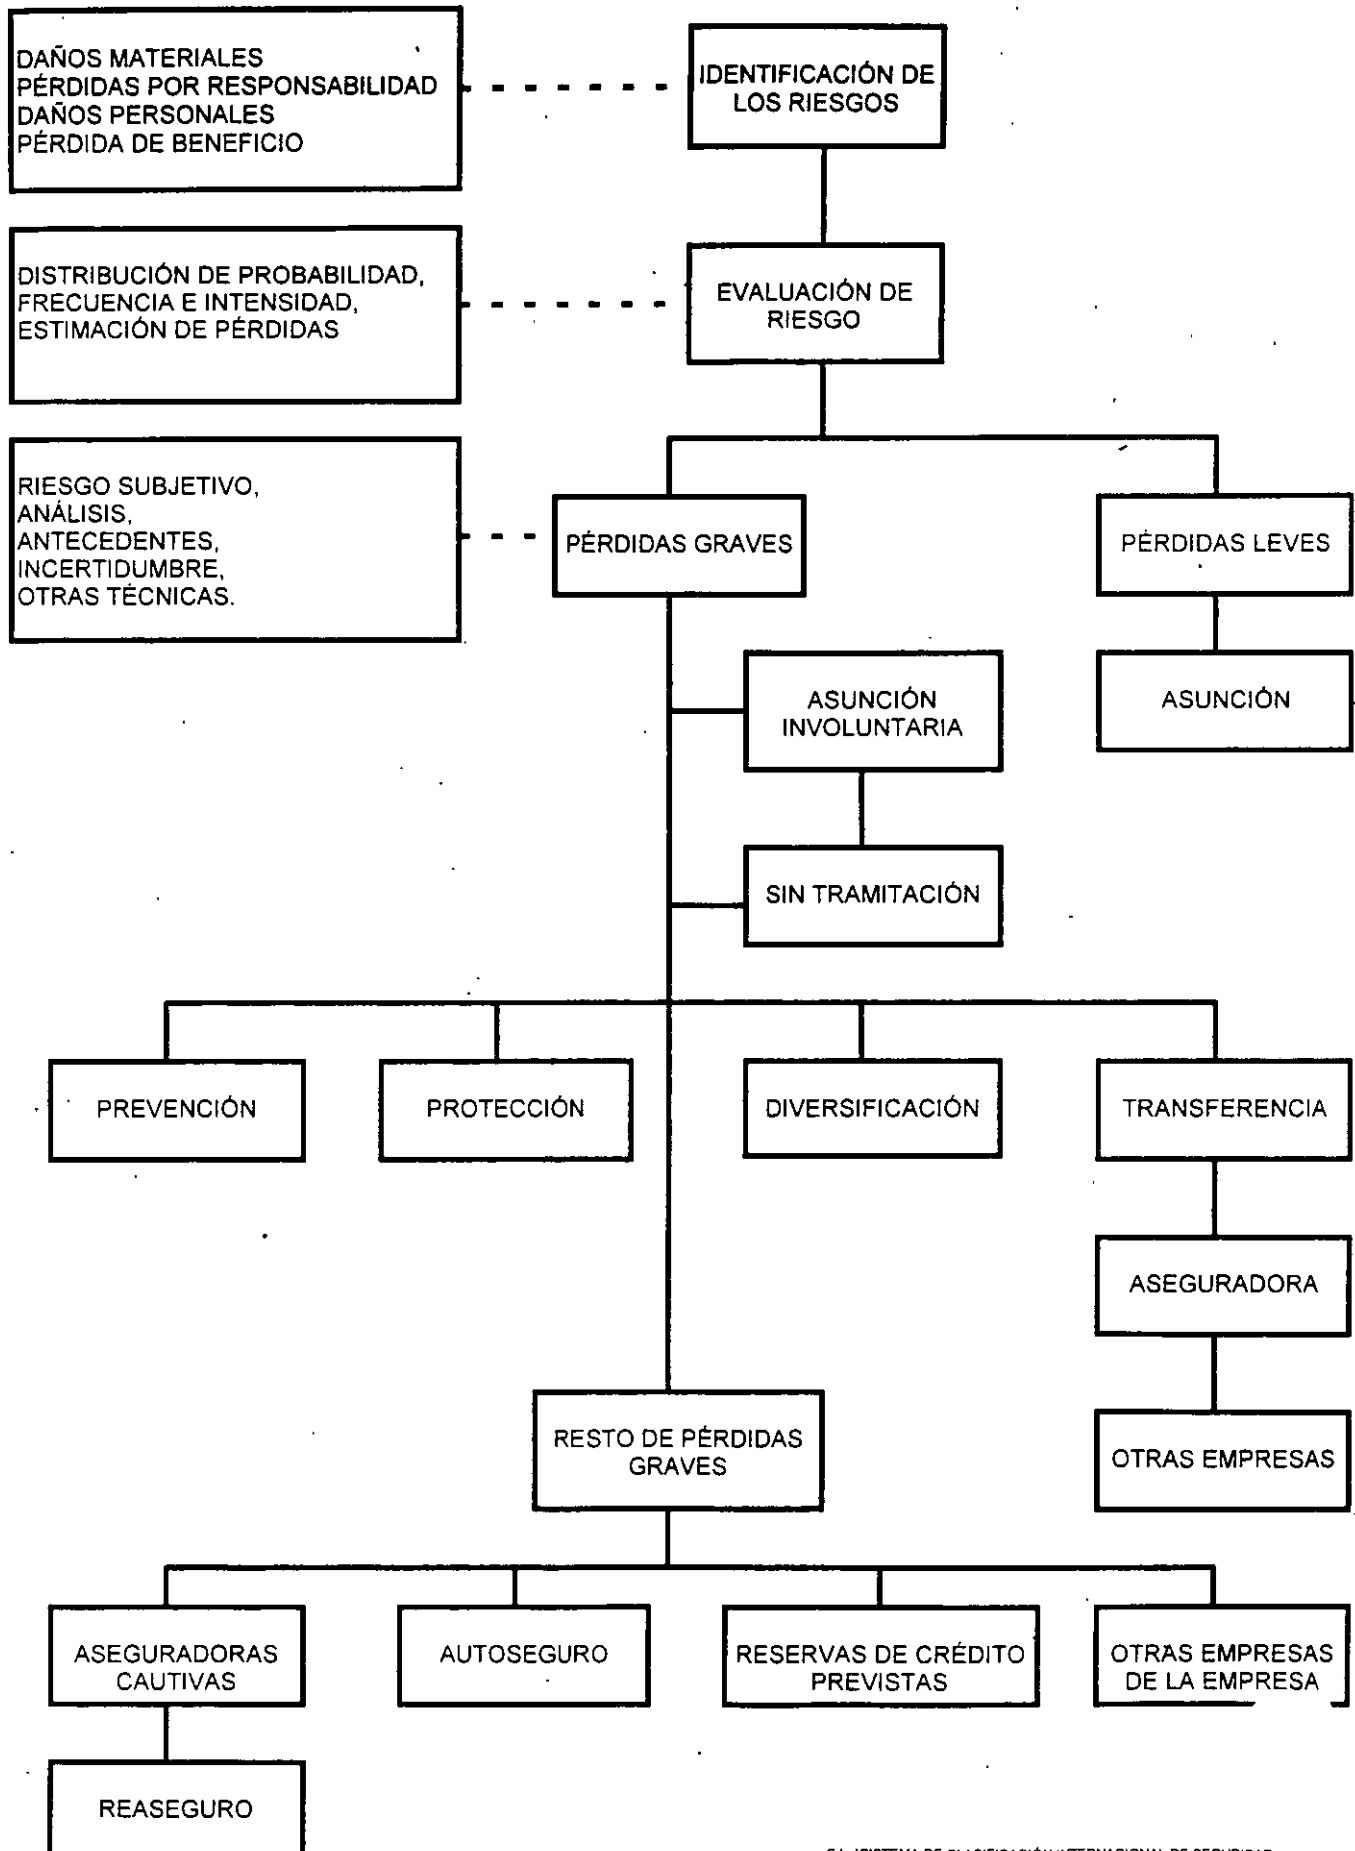 DAÑOS MATERIALES
PÉRDIDAS POR RESPONSABILIDAD
DAÑOS PERSONALES
PÉRDIDA DE BENEFICIO
IDENTIFICACIÓN DE
LOS RIESGOS
DISTRIBUCIÓN DE PROBABILIDAD,
FRECUENCIA E INTENSIDAD,
ESTIMACIÓN DE PÉRDIDAS
EVALUACIÓN DE
RIESGO
RIESGO SUBJETIVO,
ANÁLISIS,
ANTECEDENTES,
INCERTIDUMBRE,
OTRAS TÉCNICAS.
PÉRDIDAS GRAVES
PÉRDIDAS LEVES
ASUNCIÓN
INVOLUNTARIA
ASUNCIÓN
SIN TRAMITACIÓN
PREVENCIÓN
PROTECCIÓN
DIVERSIFICACIÓN
TRANSFERENCIA
ASEGURADORA
RESTO DE PÉRDIDAS
GRAVES
OTRAS EMPRESAS
ASEGURADORAS
CAUTIVAS
AUTOSEGURO
RESERVAS DE CRÉDITO
PREVISTAS
OTRAS EMPRESAS
DE LA EMPRESA
REASEGURO